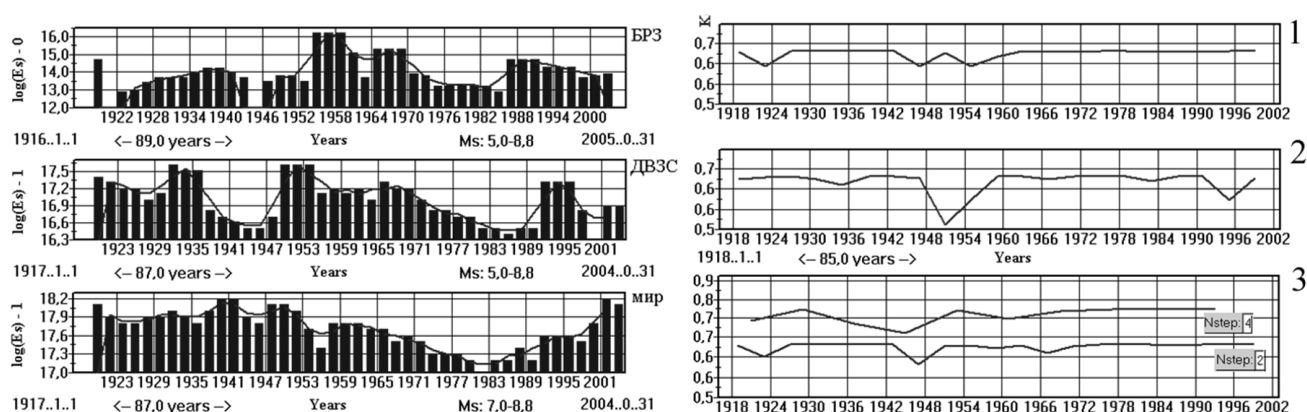 16,0
15,0
14,0
13,0
12,0
log(Es) - 0
БРЗ
1922 1928 1934 1940 1946 1952 1958 1964 1970 1976 1982 1988 1994 2000
1916..1..1 <– 89,0 years –> Years Ms: 5,0-8,8 2005..0..31
17,5
17,2
16,9
16,6
16,3
log(Es) - 1
ДВЗС
1923 1929 1935 1941 1947 1953 1959 1965 1971 1977 1983 1989 1995 2001
1917..1..1 <– 87,0 years –> Years Ms: 5,0-8,8 2004..0..31
18,2
17,9
17,6
17,3
17,0
log(Es) - 1
мир
1923 1929 1935 1941 1947 1953 1959 1965 1971 1977 1983 1989 1995 2001
1917..1..1 <– 87,0 years –> Years Ms: 7,0-8,8 2004..0..31
K
1
0,7
0,6
0,6
0,5
1918 1924 1930 1936 1942 1948 1954 1960 1966 1972 1978 1984 1990 1996 2002
2
0,7
0,6
0,6
0,5
1918 1924 1930 1936 1942 1948 1954 1960 1966 1972 1978 1984 1990 1996 2002
1918..1..1 <– 85,0 years –> Years
3
0,9
0,8
0,7
0,6
0,5
Nstep: 4
Nstep: 2
1918 1924 1930 1936 1942 1948 1954 1960 1966 1972 1978 1984 1990 1996 2002